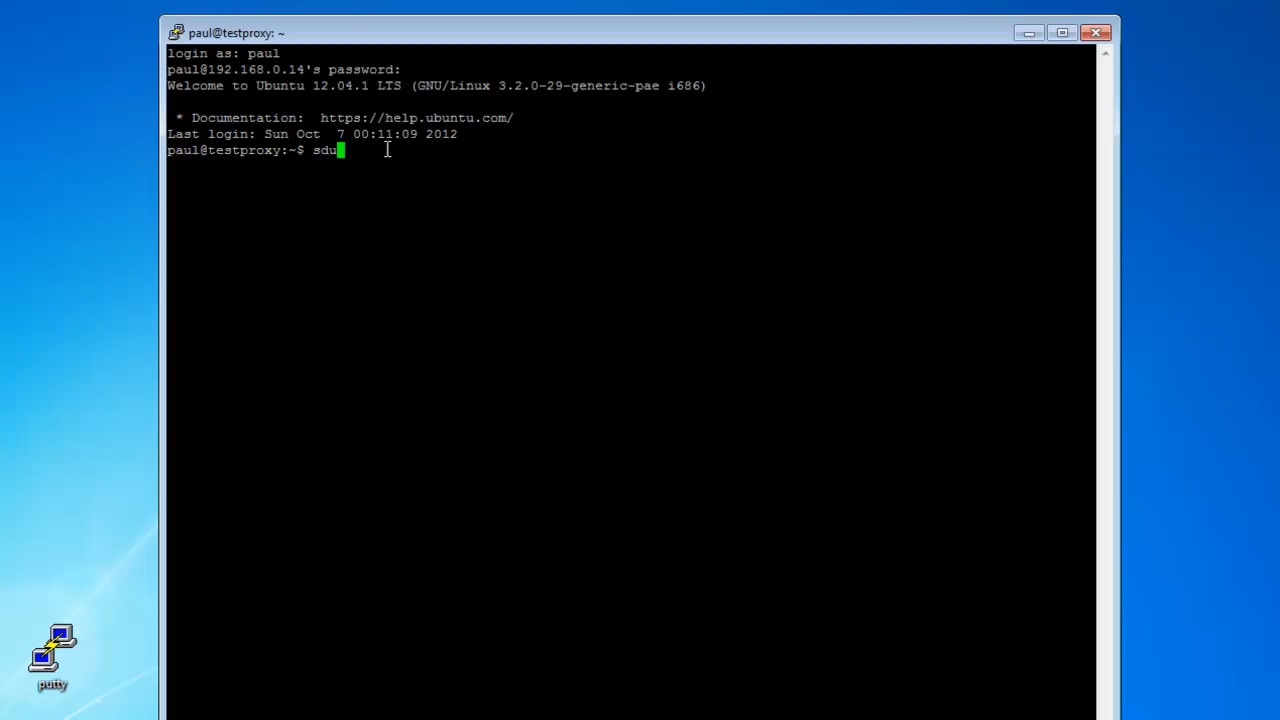 paul@testproxy: ~
login as: paul
paul@192.168.0.14's password:
Welcome to Ubuntu 12.04.1 LTS (GNU/Linux 3.2.0-29-generic-pae i686)
* Documentation:  https://help.ubuntu.com/
Last login: Sun Oct  7 00:11:09 2012
paul@testproxy:~$ sdu
putty